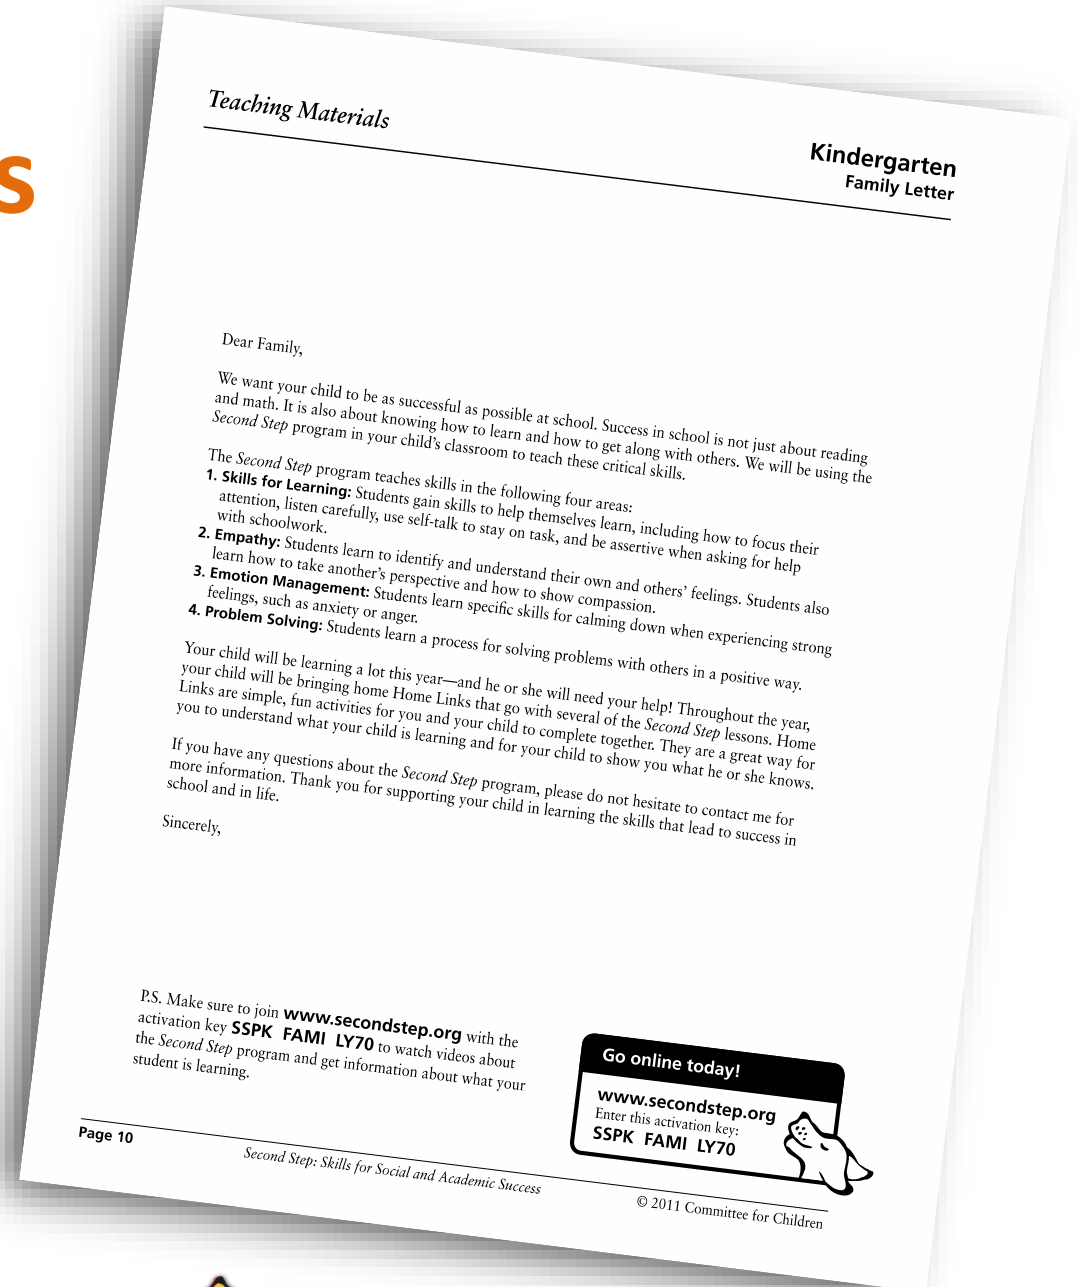 s
Teaching Materials
Kindergarten
Family Letter
Dear Family,
We want your child to be as successful as possible at school. Success in school is not just about reading
and math. It is also about knowing how to learn and how to get along with others. We will be using the
Second Step program in your child’s classroom to teach these critical skills.
The Second Step program teaches skills in the following four areas:
1. Skills for Learning: Students gain skills to help themselves learn, including how to focus their
attention, listen carefully, use self-talk to stay on task, and be assertive when asking for help
with schoolwork.
2. Empathy: Students learn to identify and understand their own and others’ feelings. Students also
learn how to take another’s perspective and how to show compassion.
3. Emotion Management: Students learn specific skills for calming down when experiencing strong
feelings, such as anxiety or anger.
4. Problem Solving: Students learn a process for solving problems with others in a positive way.
Your child will be learning a lot this year—and he or she will need your help! Throughout the year,
your child will be bringing home Home Links that go with several of the Second Step lessons. Home
Links are simple, fun activities for you and your child to complete together. They are a great way for
you to understand what your child is learning and for your child to show you what he or she knows.
If you have any questions about the Second Step program, please do not hesitate to contact me for
more information. Thank you for supporting your child in learning the skills that lead to success in
school and in life.
Sincerely,
P.S. Make sure to join www.secondstep.org with the
activation key SSPK FAMI LY70 to watch videos about
the Second Step program and get information about what your
student is learning.
Go online today!
www.secondstep.org
Enter this activation key:
SSPK FAMI LY70
Page 10
Second Step: Skills for Social and Academic Success
© 2011 Committee for Children